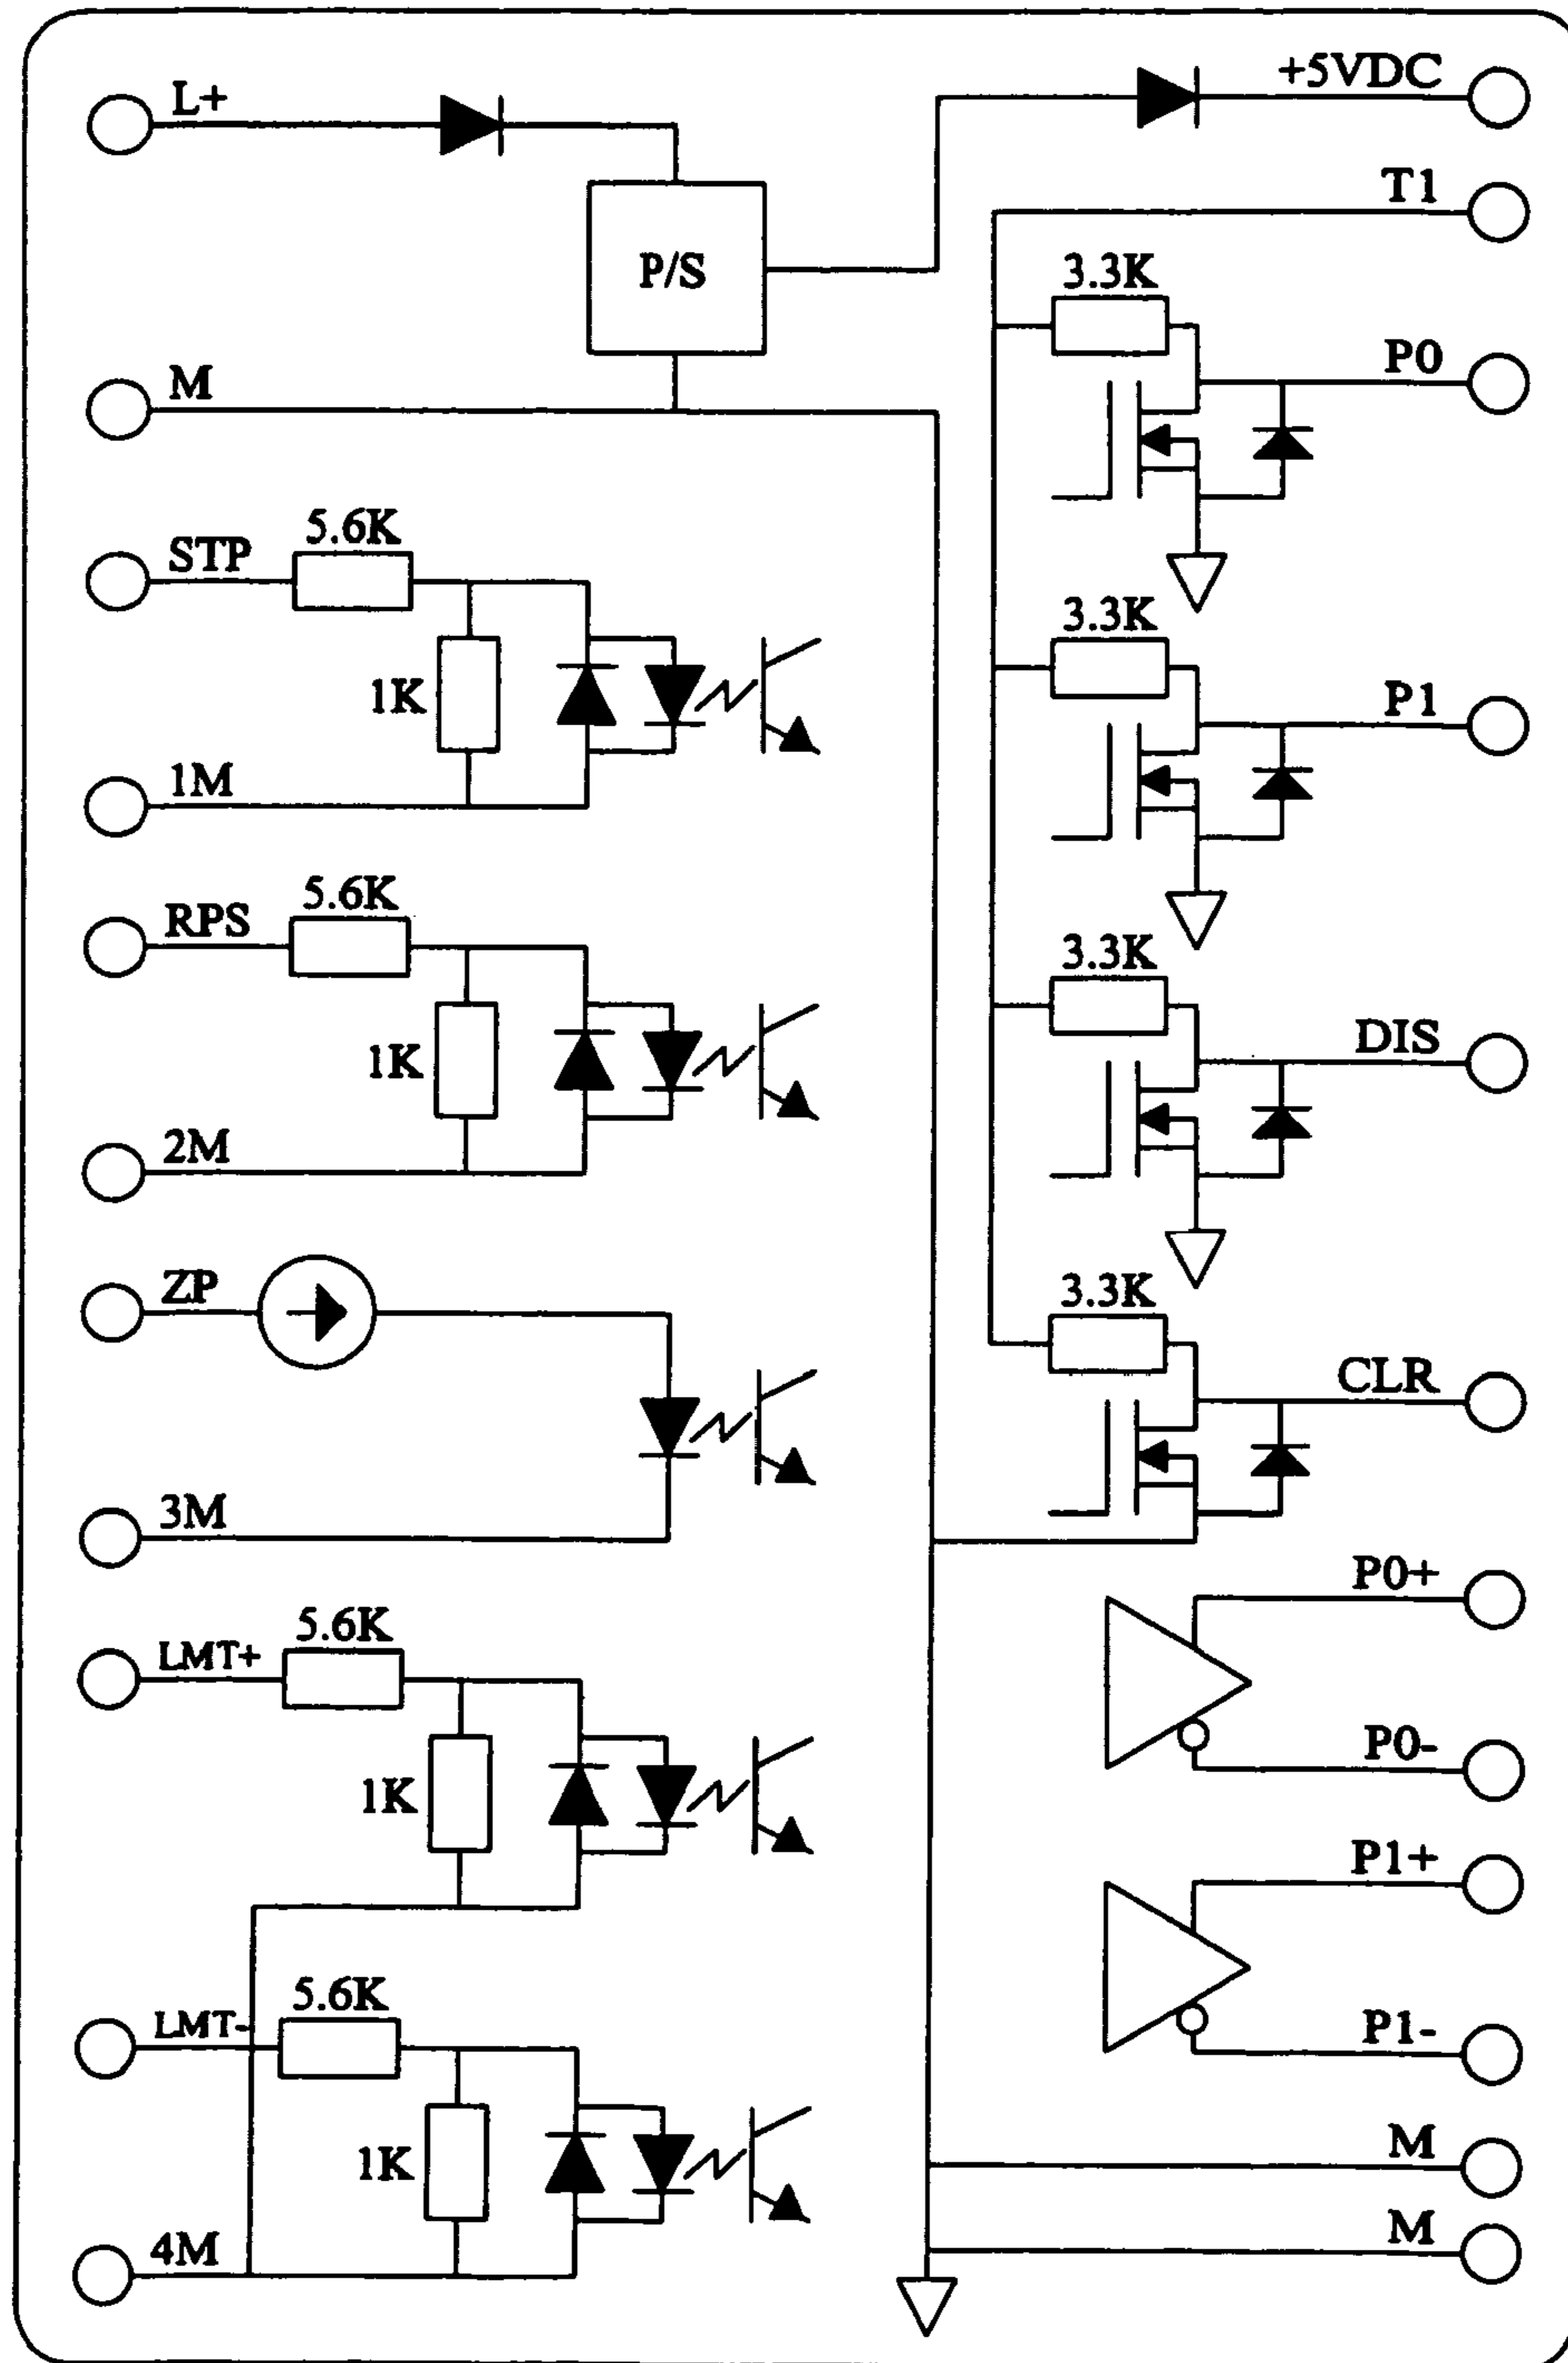 L+
M
P/S
STP
5.6K
1K
1M
RPS
5.6K
1K
2M
ZP
3M
LMT+
5.6K
1K
LMT-
5.6K
1K
4M
+5VDC
T1
3.3K
P0
3.3K
P1
3.3K
DIS
3.3K
CLR
P0+
P0-
P1+
P1-
M
M